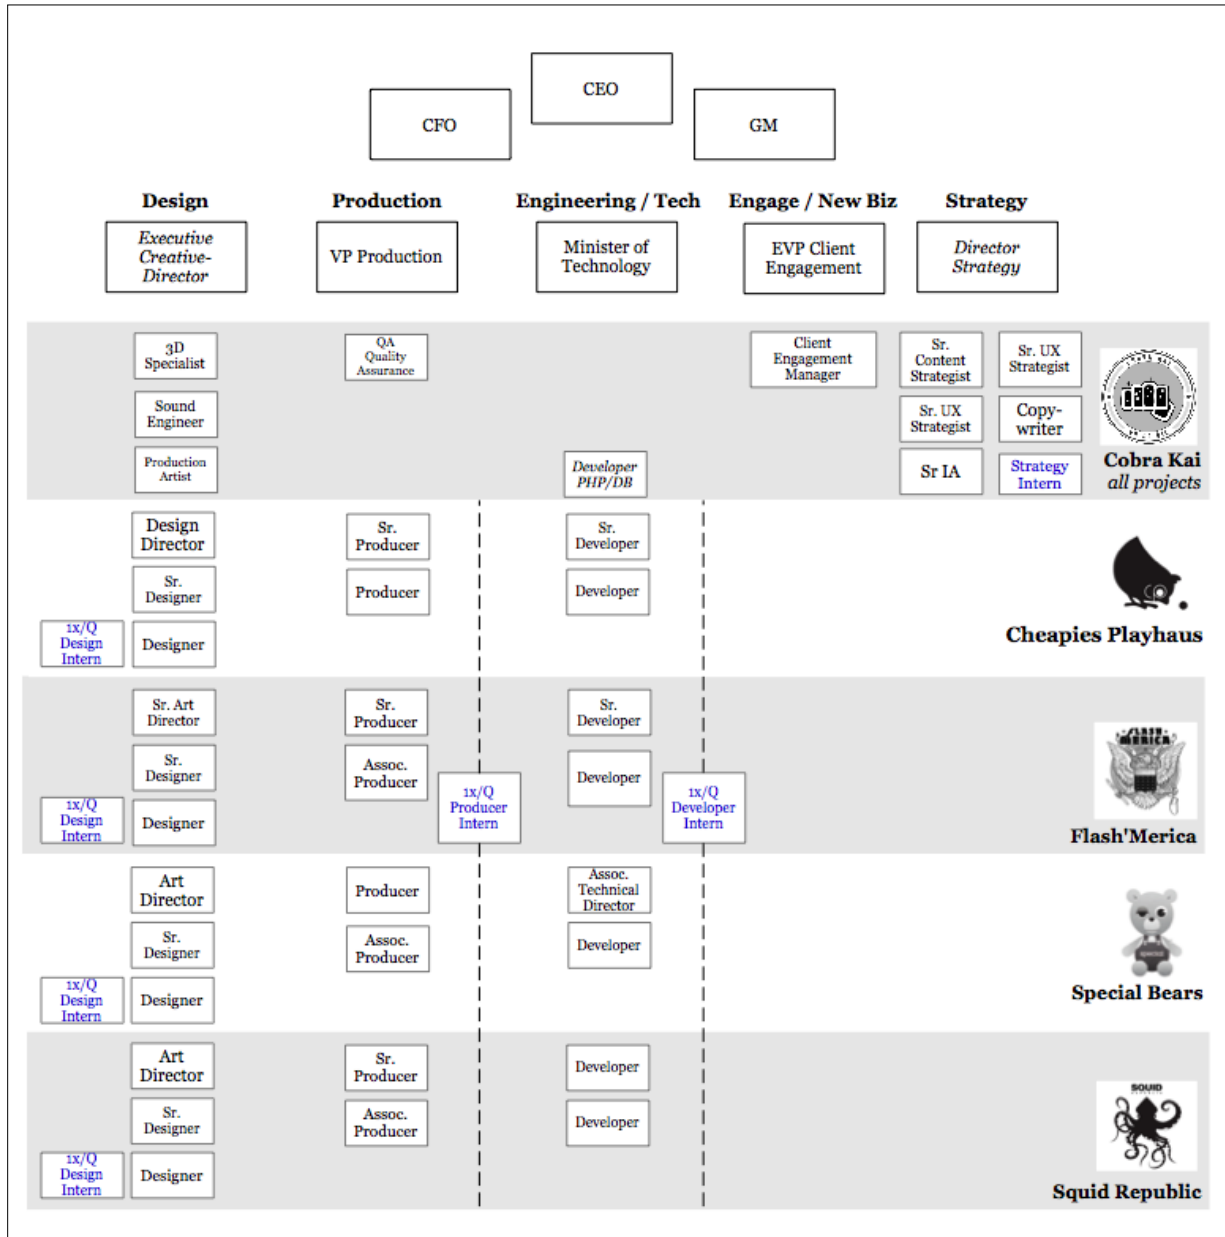 CEO
CFO
GM
Design
Production
Engineering / Tech
Engage / New Biz
Strategy
Executive
Creative-
Director
VP Production
Minister of
Technology
EVP Client
Engagement
Director
Strategy
3D
Specialist
QA
Quality
Assurance
Client
Engagement
Manager
Sr.
Content
Strategist
Sr. UX
Strategist
Sound
Engineer
Sr. UX
Strategist
Copy-
writer
Production
Artist
Developer
PHP/DB
Sr IA
Strategy
Intern
Cobra Kai
all projects
Design
Director
Sr.
Producer
Sr.
Developer
Sr.
Designer
Producer
Developer
1x/Q
Design
Intern
Designer
Cheapies Playhaus
Sr. Art
Director
Sr.
Producer
Sr.
Developer
Sr.
Designer
Assoc.
Producer
Developer
1x/Q
Producer
Intern
1x/Q
Developer
Intern
1x/Q
Design
Intern
Designer
FLASH
MERICA
Flash'Merica
Art
Director
Producer
Assoc.
Technical
Director
Sr.
Designer
Assoc.
Producer
Developer
1x/Q
Design
Intern
Designer
Special Bears
Art
Director
Sr.
Producer
Developer
Sr.
Designer
Assoc.
Producer
Developer
1x/Q
Design
Intern
Designer
SQUID
Squid Republic